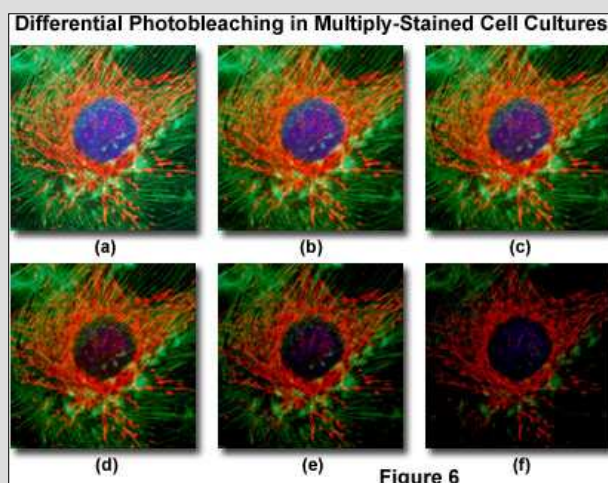 Differential Photobleaching in Multiply-Stained Cell Cultures
(a) (b) (c)
(d) (e) (f)
Figure 6